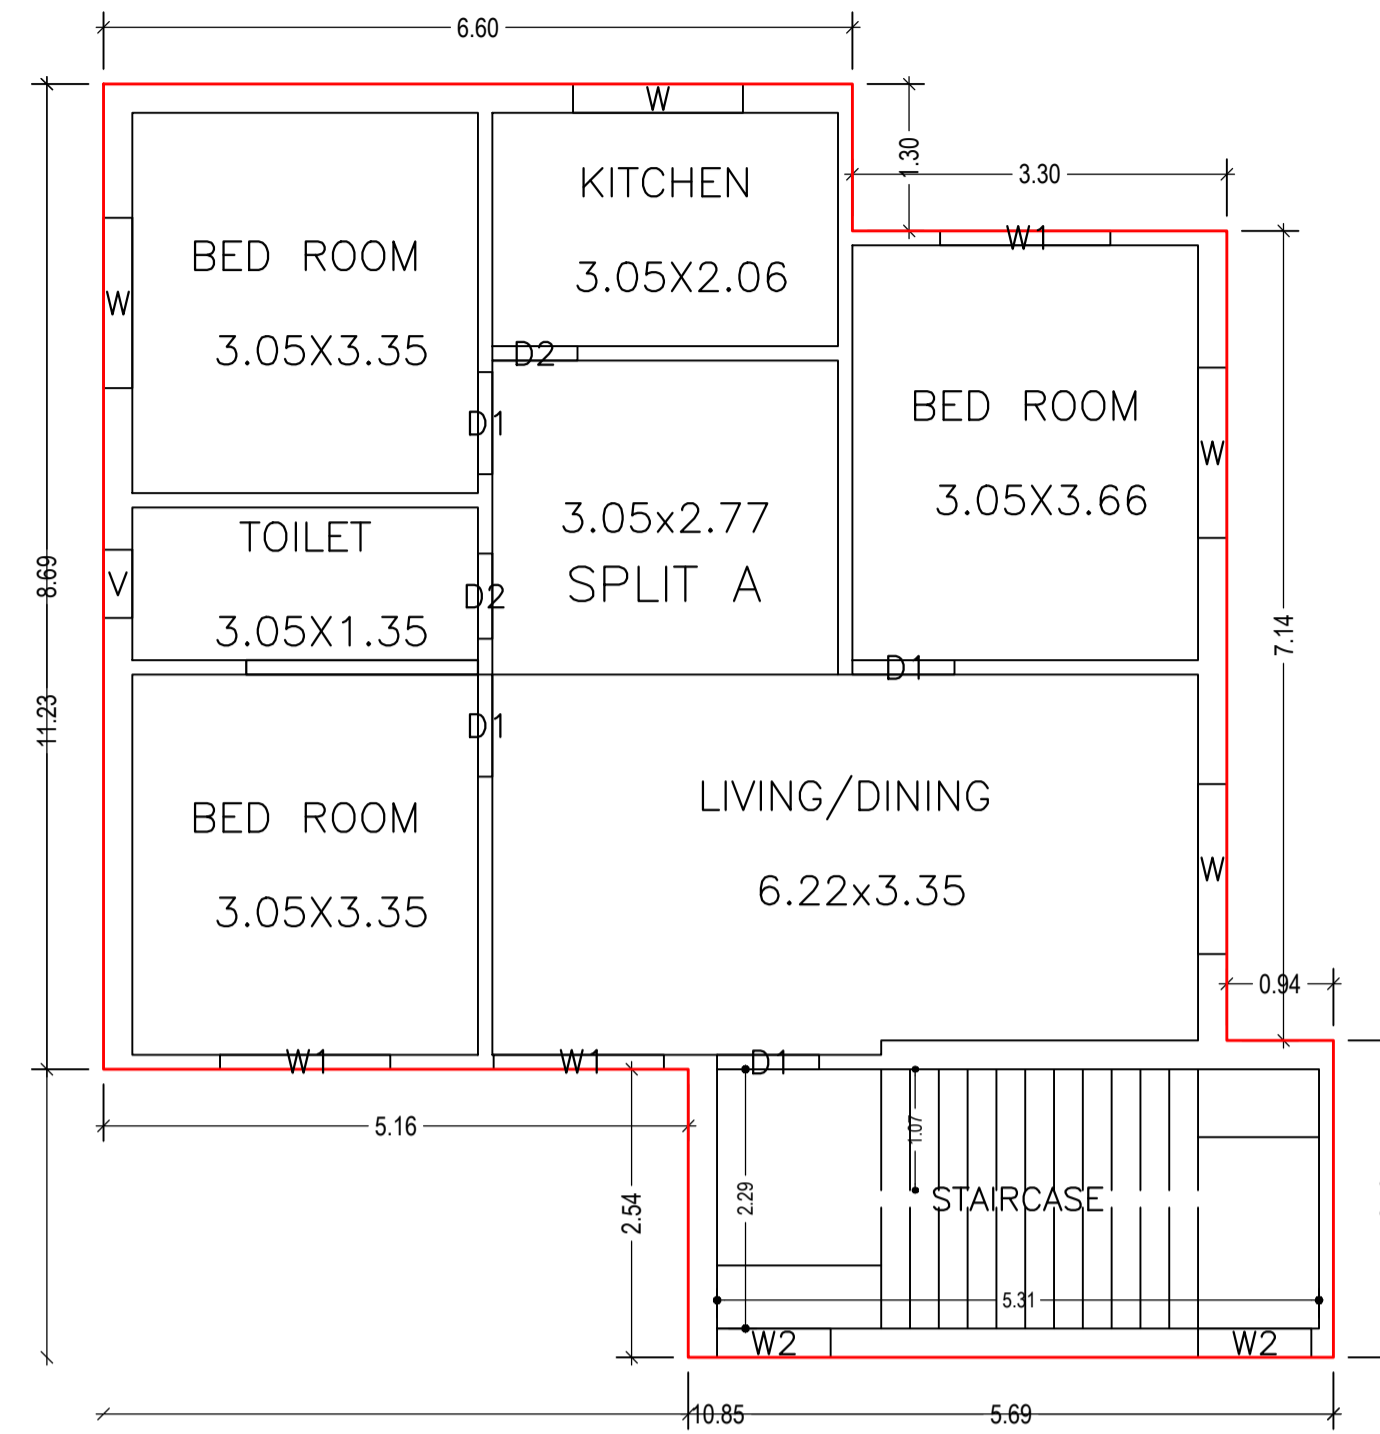 6.60
W
1.30
3.30
KITCHEN
3.05X2.06
W1
BED ROOM
3.05X3.35
W
D2
D1
BED ROOM
3.05X3.66
W
3.05x2.77
SPLIT A
TOILET
3.05X1.35
V
D2
8.69
7.14
D1
11.23
D1
LIVING/DINING
6.22x3.35
BED ROOM
3.05X3.35
W
0.94
W1
W1
D1
5.16
1.07
2.29
2.54
STAIRCASE
5.31
W2
W2
10.85
5.69